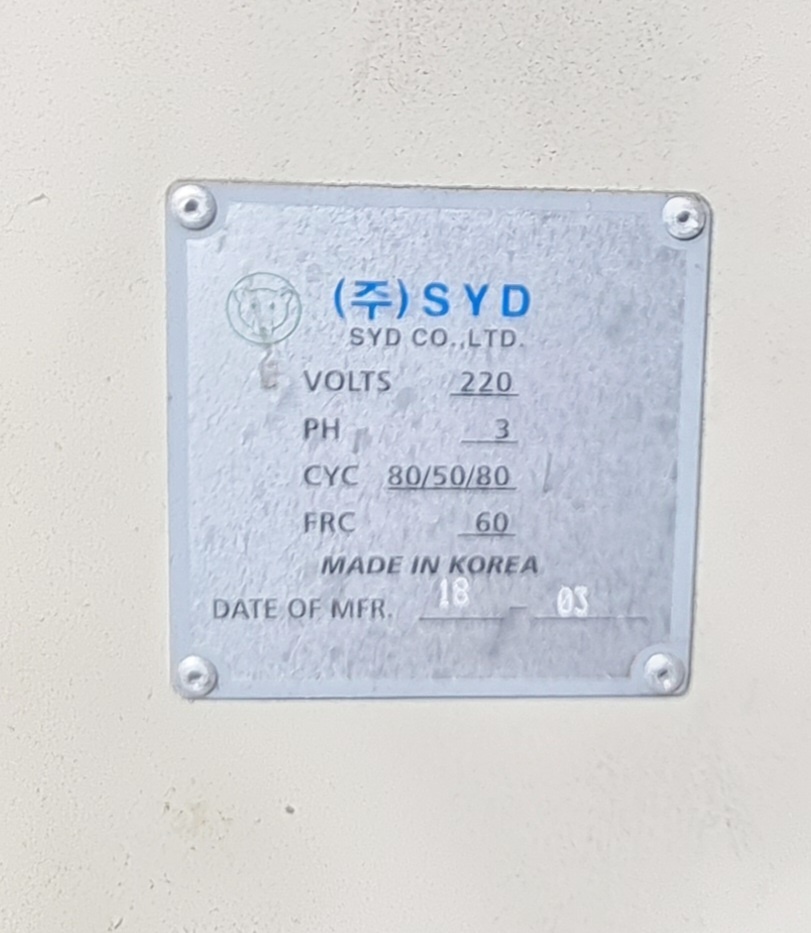 (주)SYD
SYD CO.,LTD.
VOLTS 220
PH 3
CYC 80/50/80
FRC 60
MADE IN KOREA
DATE OF MFR. 18 - 05